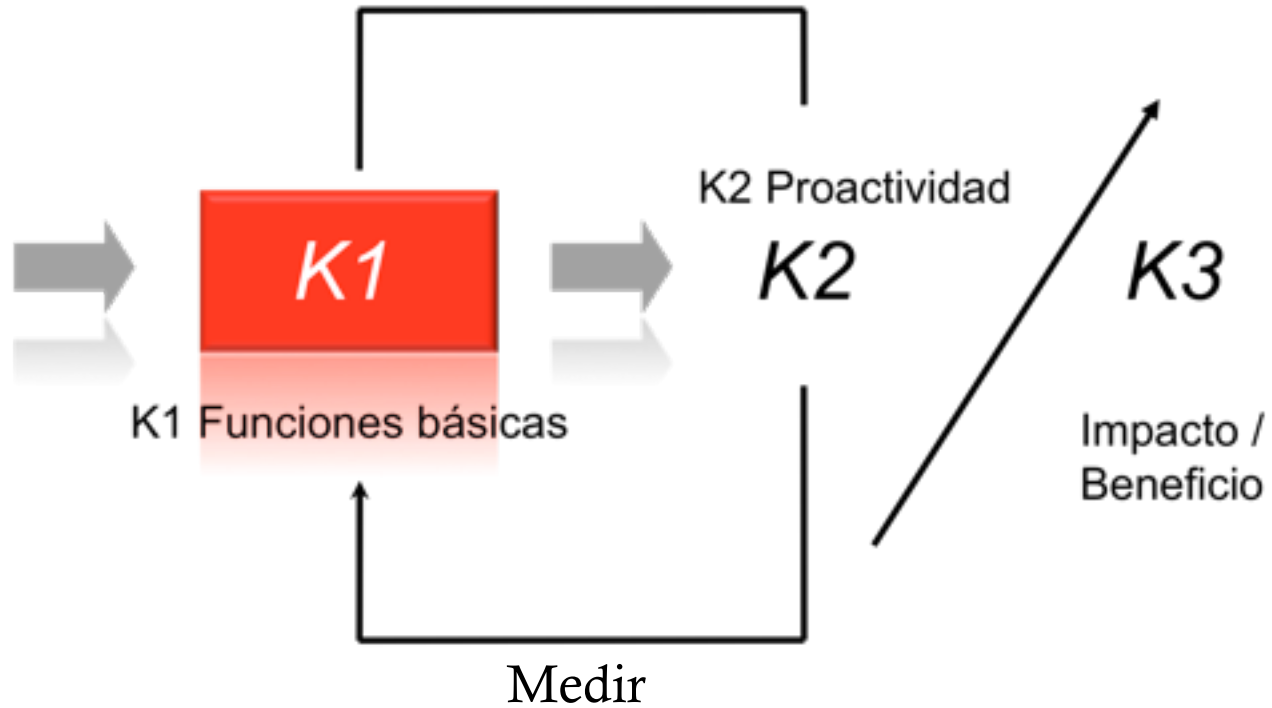 K2 Proactividad
K1
K2
K3
K1 Funciones básicas
Impacto /
Beneficio
Medir